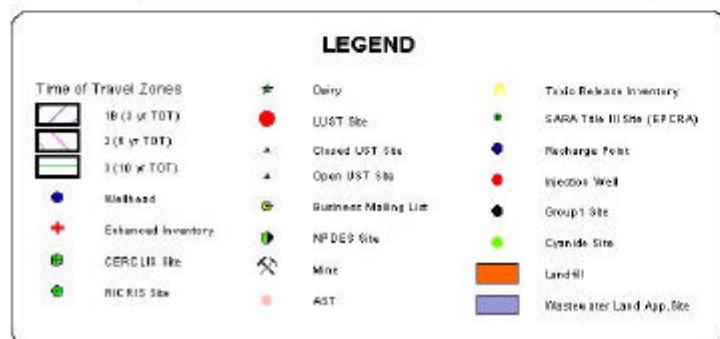 LEGEND
Time of Travel Zones
1B (3 yr TOT)
2 (6 yr TOT)
3 (10 yr TOT)
Wellhead
Enhanced Inventory
CERCLIS Site
RICRIS Site
Dairy
LUST Site
Closed UST Site
Open UST Site
Business Mailing List
NPDES Site
Mine
AST
Toxic Release Inventory
SARA Title III Site (EPCRA)
Recharge Point
Injection Well
Group1 Site
Cyanide Site
Landfill
Wastewater Land App.Site